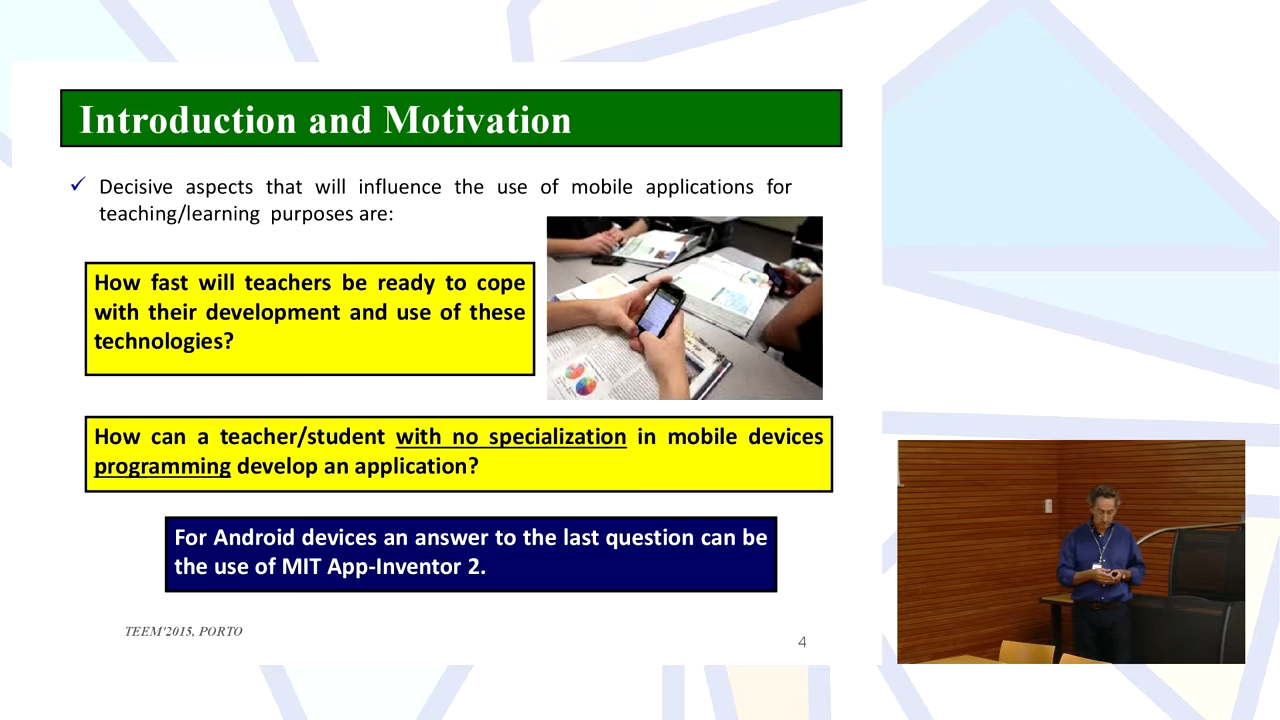 Introduction and Motivation
✓ Decisive aspects that will influence the use of mobile applications for
teaching/learning purposes are:
How fast will teachers be ready to cope
with their development and use of these
technologies?
How can a teacher/student with no specialization in mobile devices
programming develop an application?
For Android devices an answer to the last question can be
the use of MIT App-Inventor 2.
TEEM'2015, PORTO
4